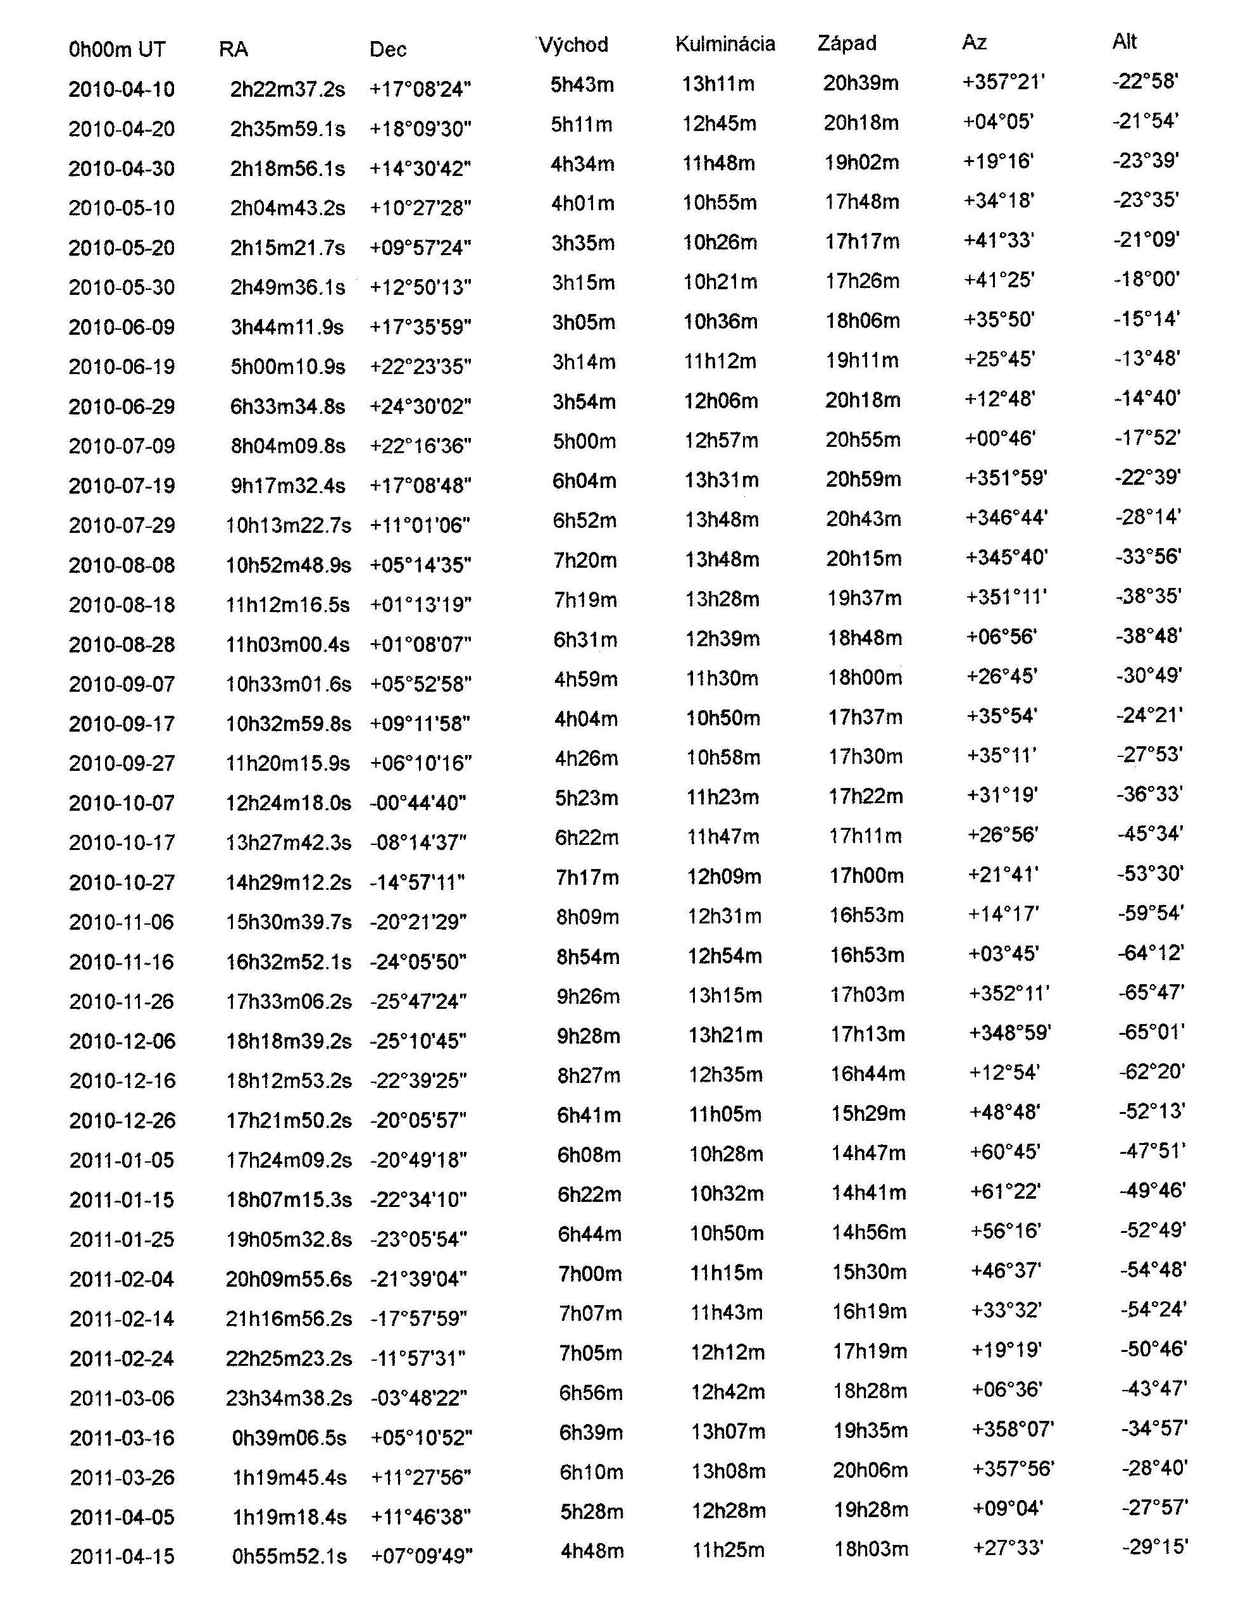 0h00m UT RA Dec Východ Kulminácia Západ Az Alt
2010-04-10 2h22m37.2s +17°08'24" 5h43m 13h11m 20h39m +357°21' -22°58'
2010-04-20 2h35m59.1s +18°09'30" 5h11m 12h45m 20h18m +04°05' -21°54'
2010-04-30 2h18m56.1s +14°30'42" 4h34m 11h48m 19h02m +19°16' -23°39'
2010-05-10 2h04m43.2s +10°27'28" 4h01m 10h55m 17h48m +34°18' -23°35'
2010-05-20 2h15m21.7s +09°57'24" 3h35m 10h26m 17h17m +41°33' -21°09'
2010-05-30 2h49m36.1s +12°50'13" 3h15m 10h21m 17h26m +41°25' -18°00'
2010-06-09 3h44m11.9s +17°35'59" 3h05m 10h36m 18h06m +35°50' -15°14'
2010-06-19 5h00m10.9s +22°23'35" 3h14m 11h12m 19h11m +25°45' -13°48'
2010-06-29 6h33m34.8s +24°30'02" 3h54m 12h06m 20h18m +12°48' -14°40'
2010-07-09 8h04m09.8s +22°16'36" 5h00m 12h57m 20h55m +00°46' -17°52'
2010-07-19 9h17m32.4s +17°08'48" 6h04m 13h31m 20h59m +351°59' -22°39'
2010-07-29 10h13m22.7s +11°01'06" 6h52m 13h48m 20h43m +346°44' -28°14'
2010-08-08 10h52m48.9s +05°14'35" 7h20m 13h48m 20h15m +345°40' -33°56'
2010-08-18 11h12m16.5s +01°13'19" 7h19m 13h28m 19h37m +351°11' -38°35'
2010-08-28 11h03m00.4s +01°08'07" 6h31m 12h39m 18h48m +06°56' -38°48'
2010-09-07 10h33m01.6s +05°52'58" 4h59m 11h30m 18h00m +26°45' -30°49'
2010-09-17 10h32m59.8s +09°11'58" 4h04m 10h50m 17h37m +35°54' -24°21'
2010-09-27 11h20m15.9s +06°10'16" 4h26m 10h58m 17h30m +35°11' -27°53'
2010-10-07 12h24m18.0s -00°44'40" 5h23m 11h23m 17h22m +31°19' -36°33'
2010-10-17 13h27m42.3s -08°14'37" 6h22m 11h47m 17h11m +26°56' -45°34'
2010-10-27 14h29m12.2s -14°57'11" 7h17m 12h09m 17h00m +21°41' -53°30'
2010-11-06 15h30m39.7s -20°21'29" 8h09m 12h31m 16h53m +14°17' -59°54'
2010-11-16 16h32m52.1s -24°05'50" 8h54m 12h54m 16h53m +03°45' -64°12'
2010-11-26 17h33m06.2s -25°47'24" 9h26m 13h15m 17h03m +352°11' -65°47'
2010-12-06 18h18m39.2s -25°10'45" 9h28m 13h21m 17h13m +348°59' -65°01'
2010-12-16 18h12m53.2s -22°39'25" 8h27m 12h35m 16h44m +12°54' -62°20'
2010-12-26 17h21m50.2s -20°05'57" 6h41m 11h05m 15h29m +48°48' -52°13'
2011-01-05 17h24m09.2s -20°49'18" 6h08m 10h28m 14h47m +60°45' -47°51'
2011-01-15 18h07m15.3s -22°34'10" 6h22m 10h32m 14h41m +61°22' -49°46'
2011-01-25 19h05m32.8s -23°05'54" 6h44m 10h50m 14h56m +56°16' -52°49'
2011-02-04 20h09m55.6s -21°39'04" 7h00m 11h15m 15h30m +46°37' -54°48'
2011-02-14 21h16m56.2s -17°57'59" 7h07m 11h43m 16h19m +33°32' -54°24'
2011-02-24 22h25m23.2s -11°57'31" 7h05m 12h12m 17h19m +19°19' -50°46'
2011-03-06 23h34m38.2s -03°48'22" 6h56m 12h42m 18h28m +06°36' -43°47'
2011-03-16 0h39m06.5s +05°10'52" 6h39m 13h07m 19h35m +358°07' -34°57'
2011-03-26 1h19m45.4s +11°27'56" 6h10m 13h08m 20h06m +357°56' -28°40'
2011-04-05 1h19m18.4s +11°46'38" 5h28m 12h28m 19h28m +09°04' -27°57'
2011-04-15 0h55m52.1s +07°09'49" 4h48m 11h25m 18h03m +27°33' -29°15'